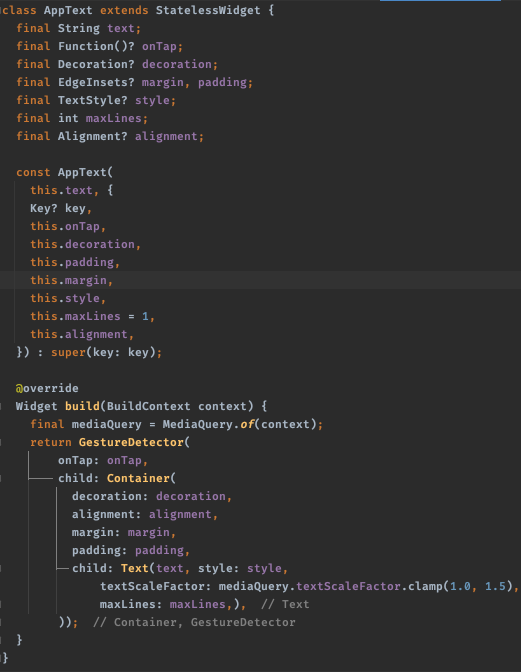 class AppText extends StatelessWidget {
  final String text;
  final Function()? onTap;
  final Decoration? decoration;
  final EdgeInsets? margin, padding;
  final TextStyle? style;
  final int maxLines;
  final Alignment? alignment;

  const AppText(
    this.text, {
    Key? key,
    this.onTap,
    this.decoration,
    this.padding,
    this.margin,
    this.style,
    this.maxLines = 1,
    this.alignment,
  }) : super(key: key);

  @override
  Widget build(BuildContext context) {
    final mediaQuery = MediaQuery.of(context);
    return GestureDetector(
        onTap: onTap,
        child: Container(
          decoration: decoration,
          alignment: alignment,
          margin: margin,
          padding: padding,
          child: Text(text, style: style,
              textScaleFactor: mediaQuery.textScaleFactor.clamp(1.0, 1.5),
              maxLines: maxLines,),  // Text
        ));  // Container, GestureDetector
  }
}